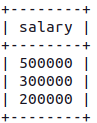 +--------+
| salary |
+--------+
| 500000 |
| 300000 |
| 200000 |
+--------+